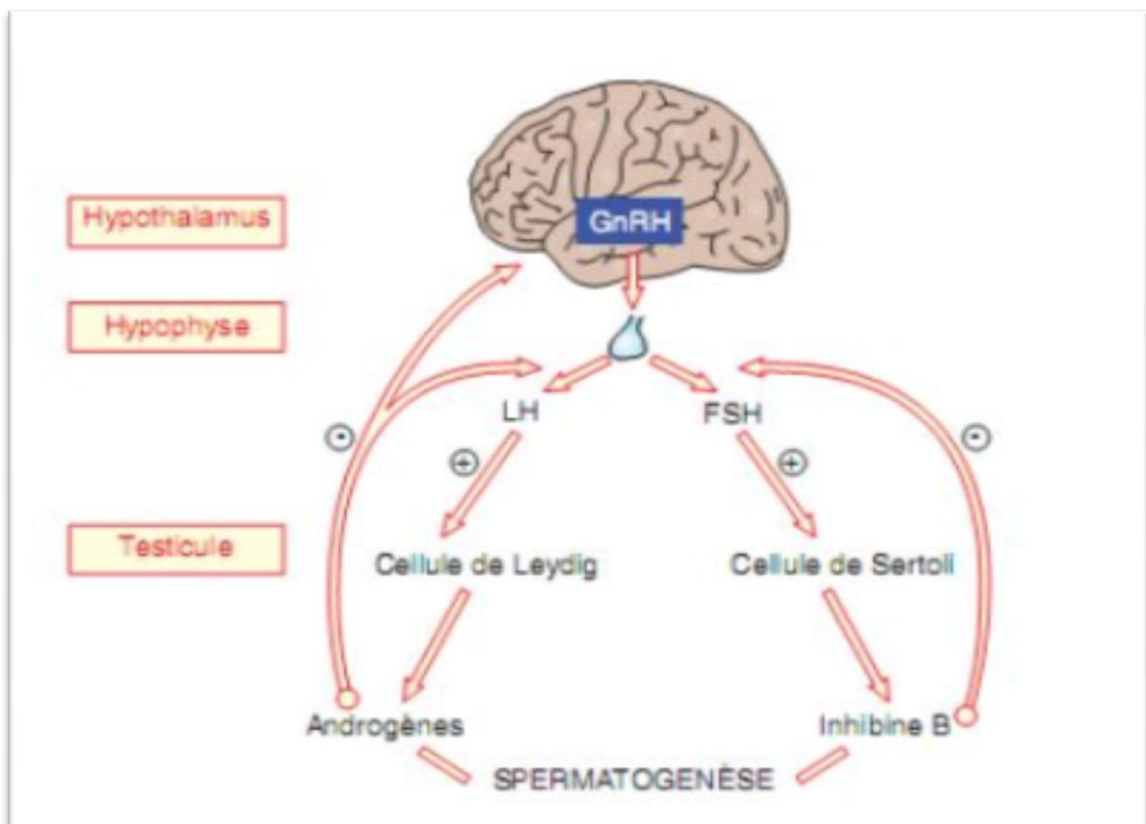 Hypothalamus
GnRH
Hypophyse
LH
FSH
Testicule
Cellule de Leydig
Cellule de Sertoli
Androgènes
Inhibine B
SPERMATOGENÈSE